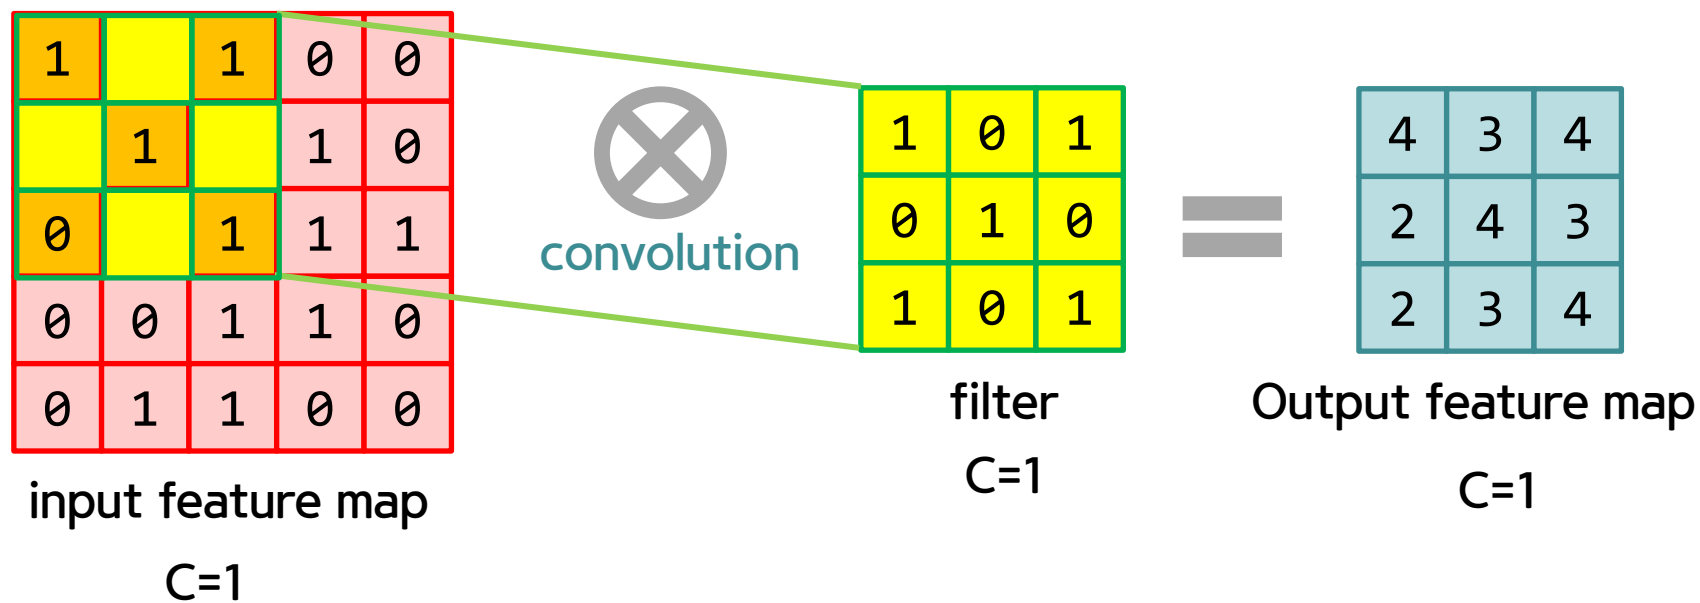 1 1 0 0
1 1 0
0 1 1 1
0 0 1 1 0
0 1 1 0 0
input feature map
C=1
convolution
1 0 1
0 1 0
1 0 1
filter
C=1
4 3 4
2 4 3
2 3 4
Output feature map
C=1